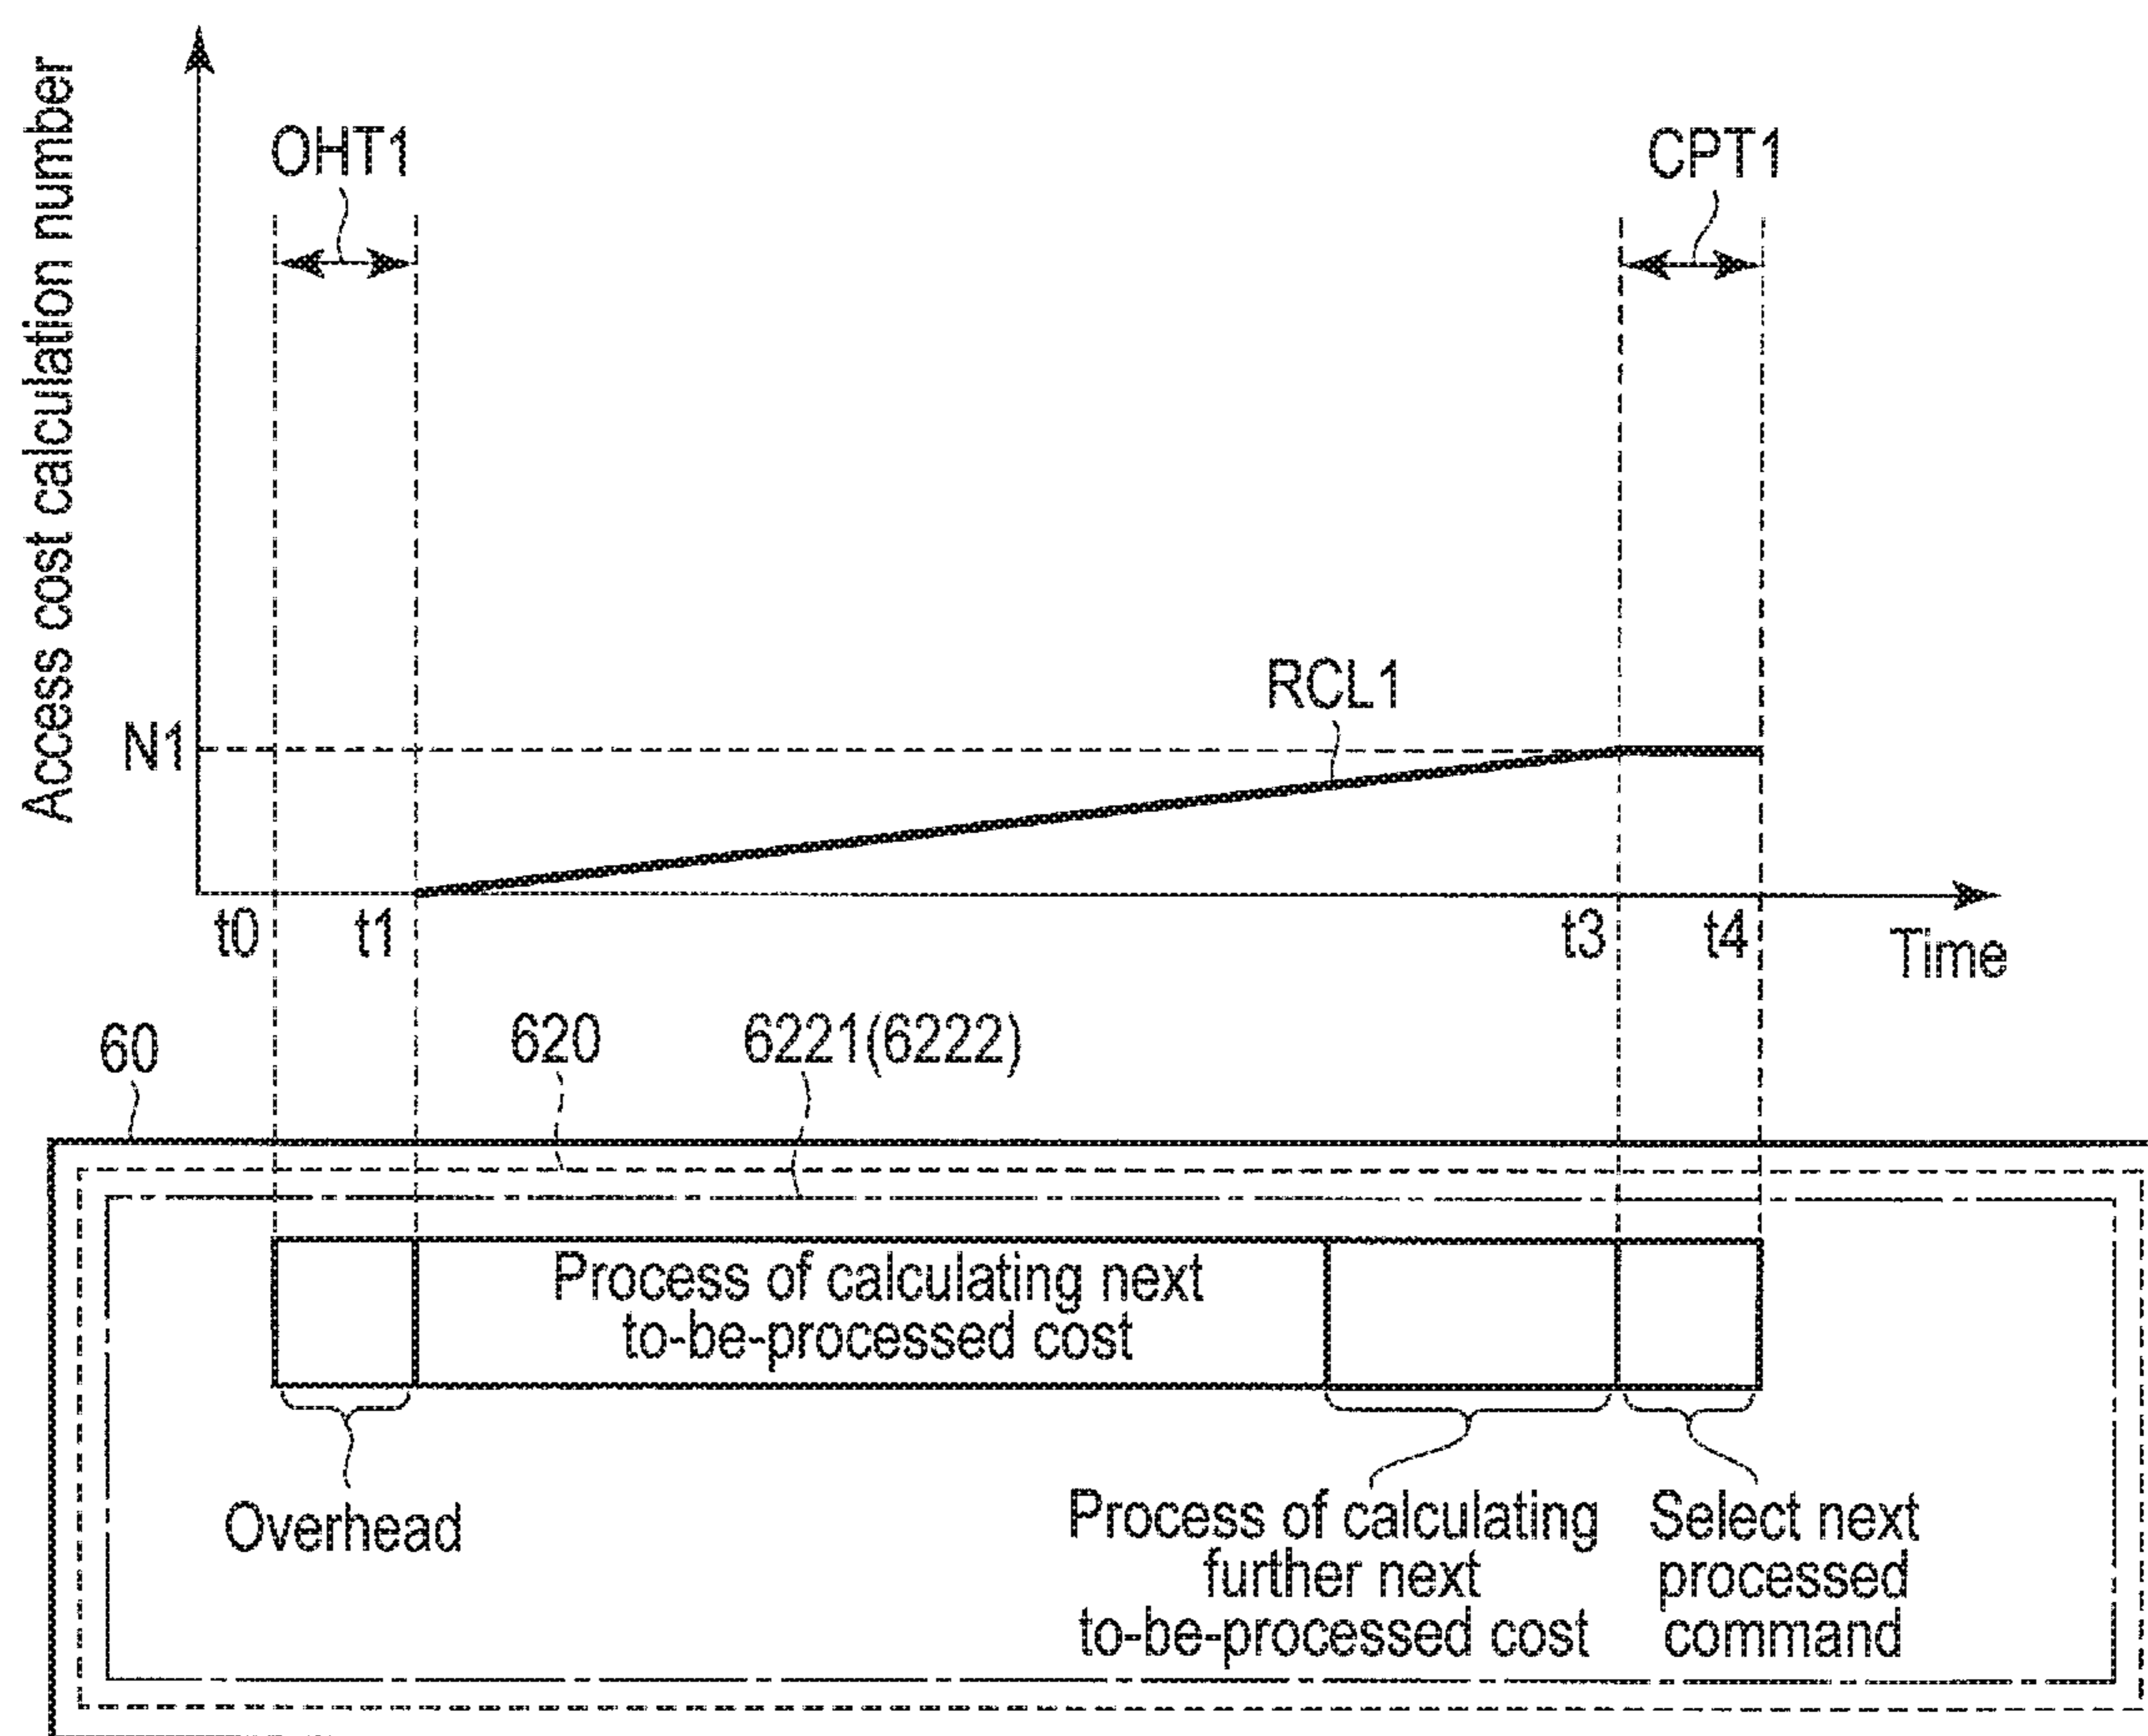 Access cost calculation number
OHT1
CPT1
RCL1
N1
t0
t1
t3
t4
Time
60
620
6221(6222)
Process of calculating next
to-be-processed cost
Overhead
Process of calculating
further next
to-be-processed cost
Select next
processed
command